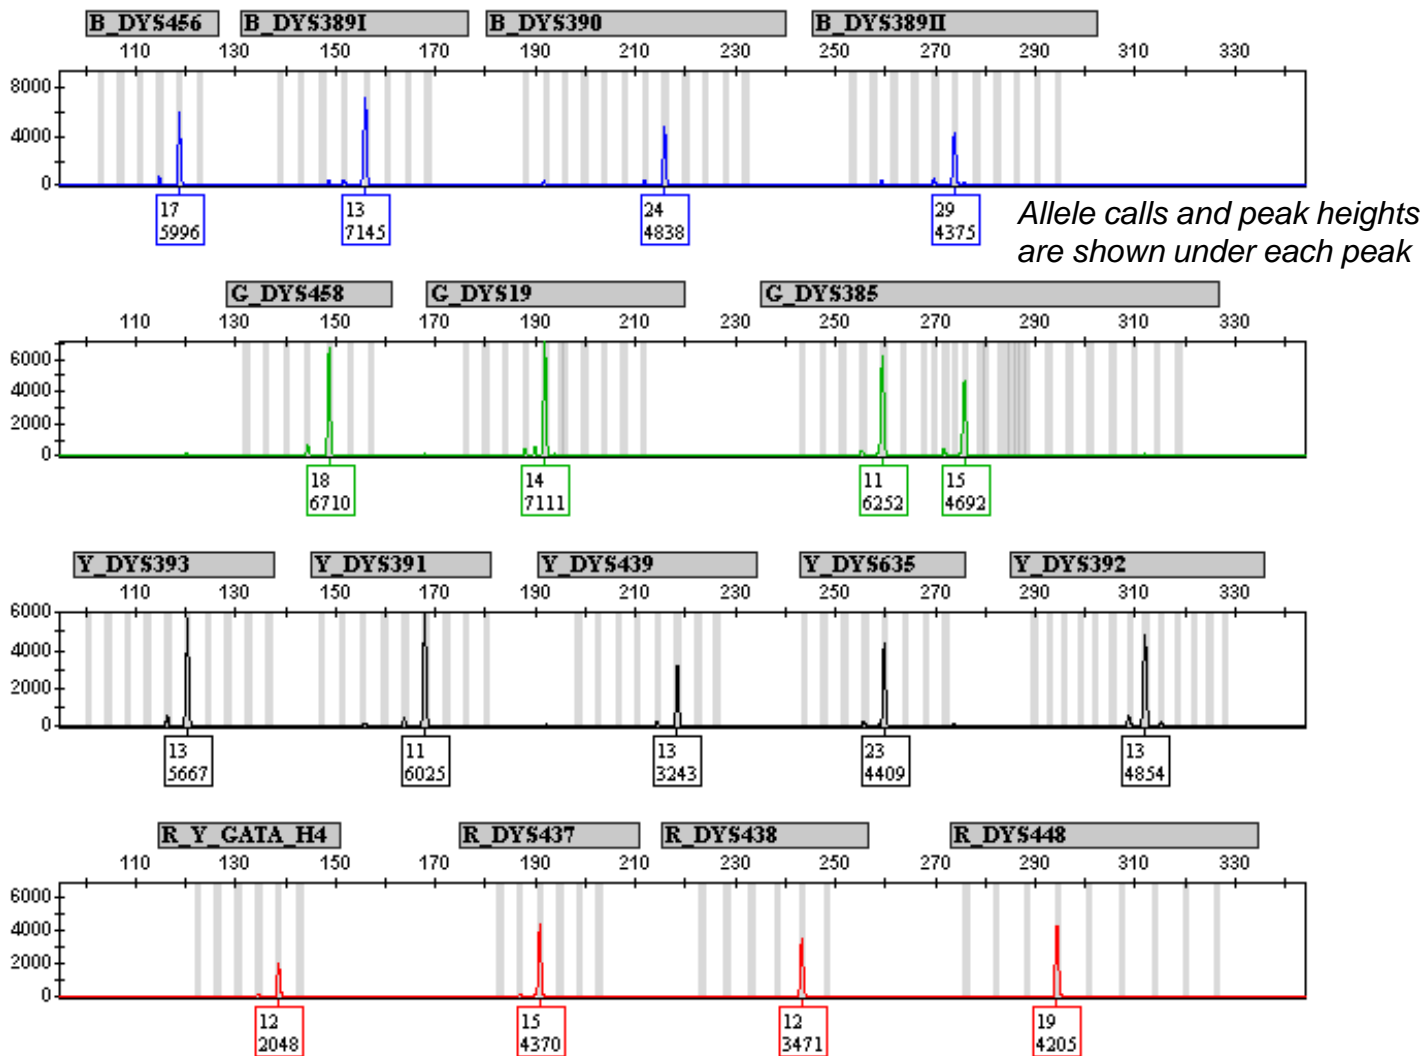 B_DYS456 B_DYS389I B_DYS390 B_DYS389II
110 130 150 170 190 210 230 250 270 290 310 330
8000
4000
0
17 13 24 29
5996 7145 4838 4375
Allele calls and peak heights
are shown under each peak
G_DYS458 G_DYS19 G_DYS385
110 130 150 170 190 210 230 250 270 290 310 330
6000
4000
2000
0
18 14 11 15
6710 7111 6252 4692
Y_DYS393 Y_DYS391 Y_DYS439 Y_DYS635 Y_DYS392
110 130 150 170 190 210 230 250 270 290 310 330
6000
4000
2000
0
13 11 13 23 13
5667 6025 3243 4409 4854
R_Y_GATA_H4 R_DYS437 R_DYS438 R_DYS448
110 130 150 170 190 210 230 250 270 290 310 330
6000
4000
2000
0
12 15 12 19
2048 4370 3471 4205